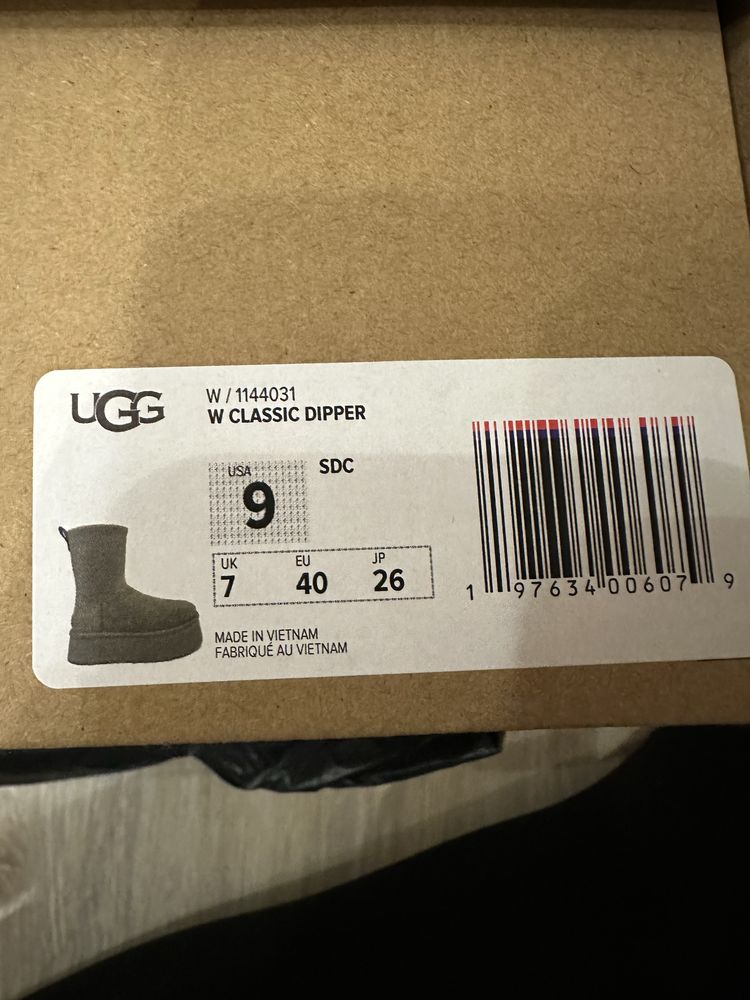 UGG
W / 1144031
W CLASSIC DIPPER
USA
9
SDC
UK EU JP
7 40 26
MADE IN VIETNAM
FABRIQUÉ AU VIETNAM
1 97634 00607 9